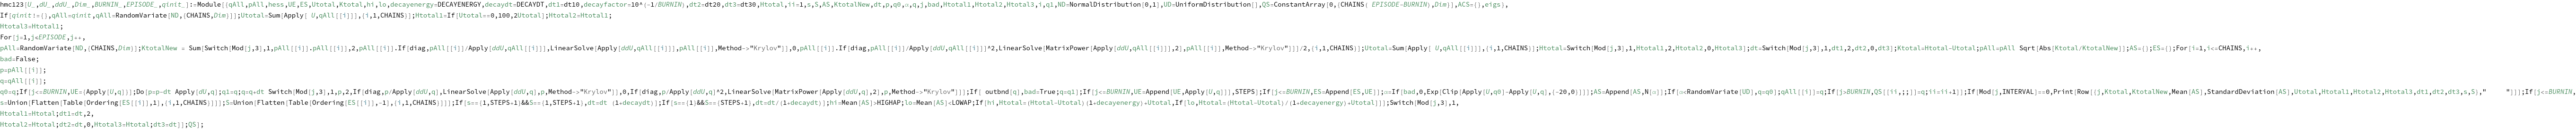 hmc123[U_,dU_,ddU_,Dim_,BURNIN_,EPISODE_,qinit_]:=Module[{qAll,pAll,hess,UE,ES,Utotal,Ktotal,hi,lo,decayenergy=DECAYENERGY,decaydt=DECAYDT,dt1=dt10,decayfactor=10^(-1/BURNIN),dt2=dt20,dt3=dt30,Htotal,ii=1,s,S,AS,KtotalNew,dt,p,q0,α,q,j,bad,Htotal1,Htotal2,Htotal3,i,q1,ND=NormalDistribution[0,1],UD=UniformDistribution[],QS=ConstantArray[0,{CHAINS( EPISODE-BURNIN),Dim}],ACS={},eigs},
If[qinit!={},qAll=qinit,qAll=RandomVariate[ND,{CHAINS,Dim}]];Utotal=Sum[Apply[ U,qAll[[i]]],{i,1,CHAINS}];Htotal1=If[Utotal==0,100,2Utotal];Htotal2=Htotal1;
Htotal3=Htotal1;
For[j=1,j≤EPISODE,j++,
pAll=RandomVariate[ND,{CHAINS,Dim}];KtotalNew = Sum[Switch[Mod[j,3],1,pAll[[i]].pAll[[i]],2,pAll[[i]].If[diag,pAll[[i]]/Apply[ddU,qAll[[i]]],LinearSolve[Apply[ddU,qAll[[i]]],pAll[[i]],Method->"Krylov"]],0,pAll[[i]].If[diag,pAll[[i]]/Apply[ddU,qAll[[i]]]^2,LinearSolve[MatrixPower[Apply[ddU,qAll[[i]]],2],pAll[[i]],Method->"Krylov"]]]/2,{i,1,CHAINS}];Utotal=Sum[Apply[ U,qAll[[i]]],{i,1,CHAINS}];Htotal=Switch[Mod[j,3],1,Htotal1,2,Htotal2,0,Htotal3];dt=Switch[Mod[j,3],1,dt1,2,dt2,0,dt3];Ktotal=Htotal-Utotal;pAll=pAll Sqrt[Abs[Ktotal/KtotalNew]];AS={};ES={};For[i=1,i<=CHAINS,i++,
bad=False;
p=pAll[[i]];
q=qAll[[i]];
q0=q;If[j<=BURNIN,UE={Apply[U,q]}];Do[p=p-dt Apply[dU,q];q1=q;q=q+dt Switch[Mod[j,3],1,p,2,If[diag,p/Apply[ddU,q],LinearSolve[Apply[ddU,q],p,Method->"Krylov"]],0,If[diag,p/Apply[ddU,q]^2,LinearSolve[MatrixPower[Apply[ddU,q],2],p,Method->"Krylov"]]];If[ outbnd[q],bad=True;q=q1];If[j<=BURNIN,UE=Append[UE,Apply[U,q]]],STEPS];If[j<=BURNIN,ES=Append[ES,UE]];α=If[bad,0,Exp[Clip[Apply[U,q0]-Apply[U,q],{-20,0}]]];AS=Append[AS,N[α]];If[α<RandomVariate[UD],q=q0];qAll[[i]]=q;If[j>BURNIN,QS[[ii,;;]]=q;ii=ii+1]];If[Mod[j,INTERVAL]==0,Print[Row[{j,Ktotal,KtotalNew,Mean[AS],StandardDeviation[AS],Utotal,Htotal1,Htotal2,Htotal3,dt1,dt2,dt3,s,S},"    "]]];If[j<=BURNIN,
s=Union[Flatten[Table[Ordering[ES[[i]],1],{i,1,CHAINS}]]];S=Union[Flatten[Table[Ordering[ES[[i]],-1],{i,1,CHAINS}]]];If[s=={1,STEPS+1}&&S=={1,STEPS+1},dt=dt (1+decaydt)];If[s=={1}&&S=={STEPS+1},dt=dt/(1+decaydt)];hi=Mean[AS]>HIGHAP;lo=Mean[AS]<LOWAP;If[hi,Htotal=(Htotal-Utotal)(1+decayenergy)+Utotal,If[lo,Htotal=(Htotal-Utotal)/(1+decayenergy)+Utotal]];Switch[Mod[j,3],1,
Htotal1=Htotal;dt1=dt,2,
Htotal2=Htotal;dt2=dt,0,Htotal3=Htotal;dt3=dt]];QS];